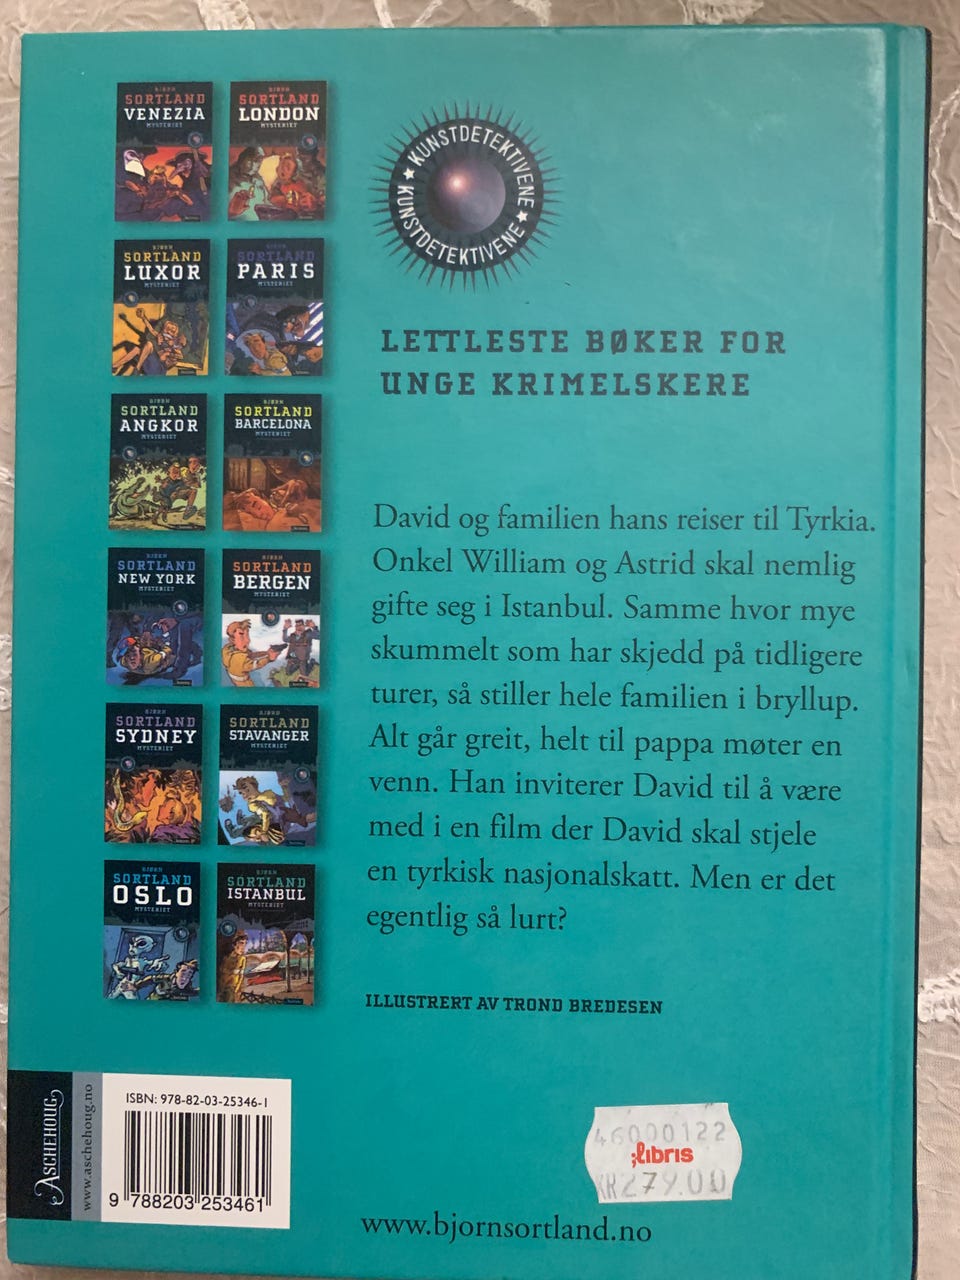 BJØRN
SORTLAND
VENEZIA
MYSTERIET
BJØRN
SORTLAND
LONDON
MYSTERIET
BJØRN
SORTLAND
LUXOR
MYSTERIET
BJØRN
SORTLAND
PARIS
MYSTERIET
BJØRN
SORTLAND
ANGKOR
MYSTERIET
BJØRN
SORTLAND
BARCELONA
MYSTERIET
BJØRN
SORTLAND
NEW YORK
MYSTERIET
BJØRN
SORTLAND
BERGEN
MYSTERIET
BJØRN
SORTLAND
SYDNEY
MYSTERIET
BJØRN
SORTLAND
STAVANGER
MYSTERIET
BJØRN
SORTLAND
OSLO
MYSTERIET
BJØRN
SORTLAND
ISTANBUL
MYSTERIET
KUNSTDETEKTIVENE
KUNSTDETEKTIVENE
LETTLESTE BØKER FOR
UNGE KRIMELSKERE
David og familien hans reiser til Tyrkia.
Onkel William og Astrid skal nemlig
gifte seg i Istanbul. Samme hvor mye
skummelt som har skjedd på tidligere
turer, så stiller hele familien i bryllup.
Alt går greit, helt til pappa møter en
venn. Han inviterer David til å være
med i en film der David skal stjele
en tyrkisk nasjonalskatt. Men er det
egentlig så lurt?
ILLUSTRERT AV TROND BREDESEN
ASCHEHOUG
www.aschehoug.no
ISBN: 978-82-03-25346-1
9 788203 253461
46000122
libris
KR279.00
www.bjornsortland.no